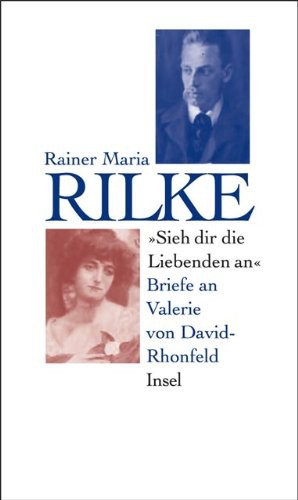 Rainer Maria
RILKE
»Sieh dir die
Liebenden an«
Briefe an
Valerie
von David-
Rhonfeld
Insel